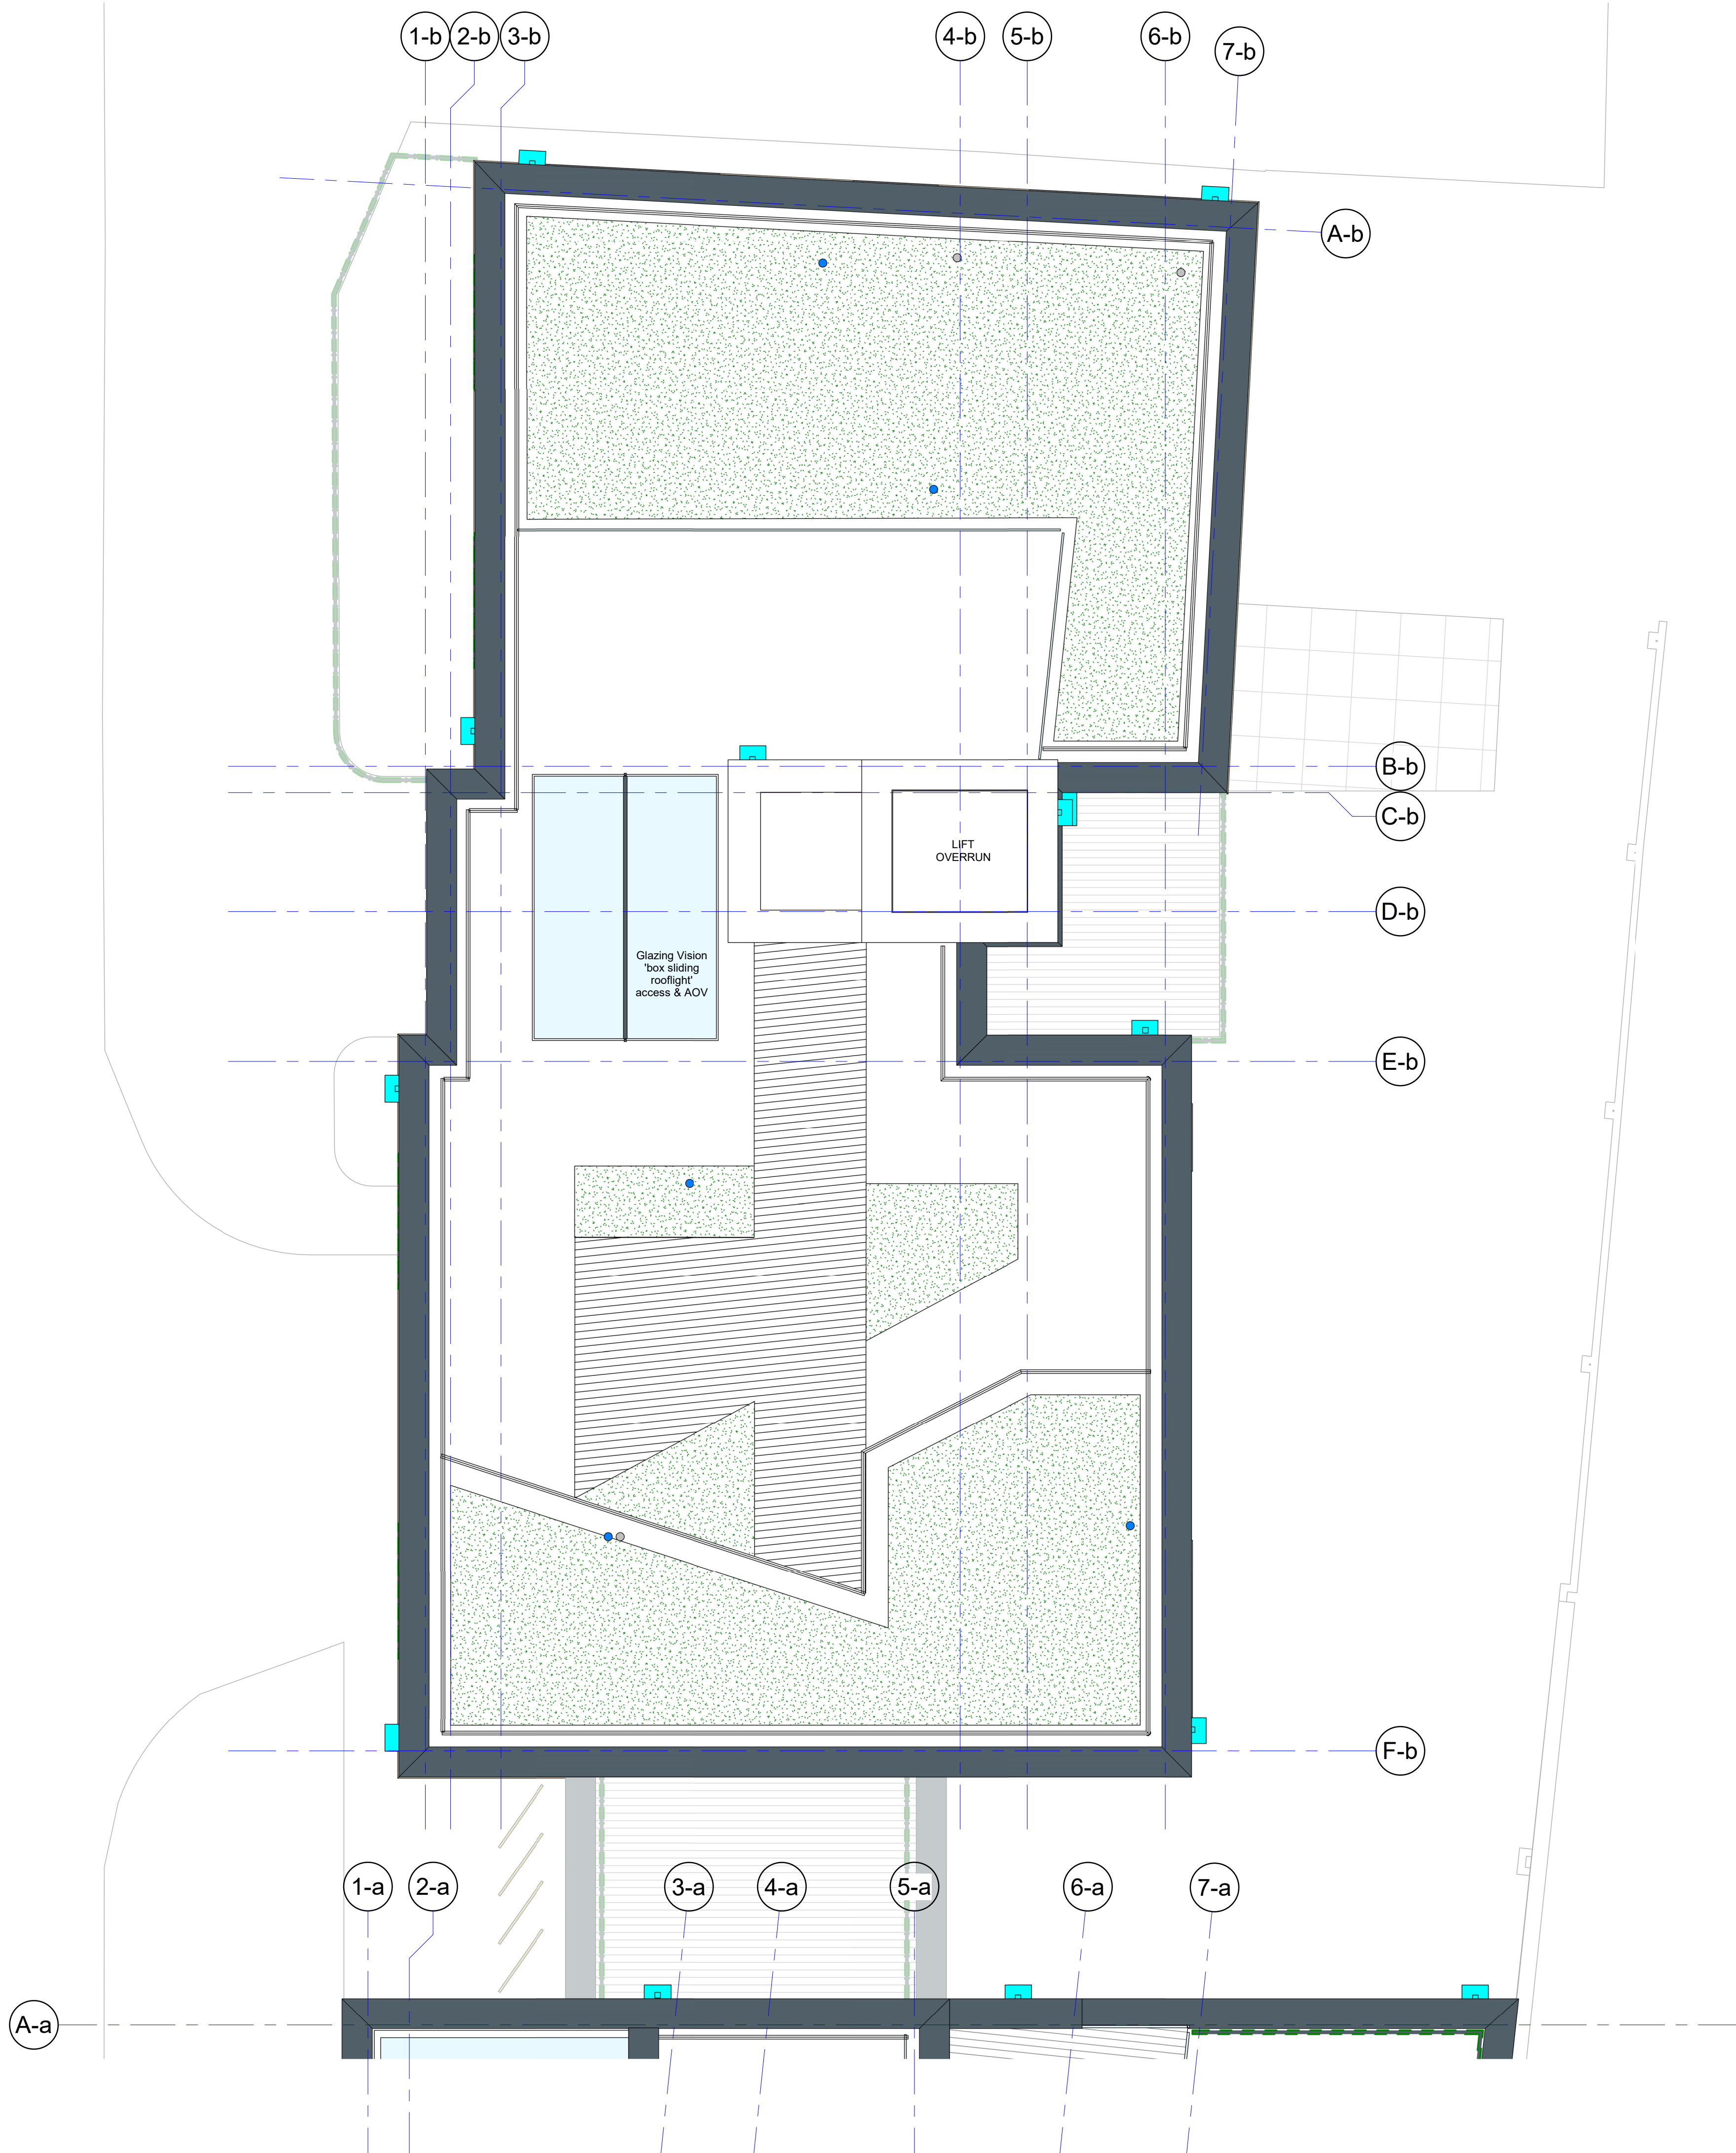 1-b
2-b
3-b
4-b
5-b
6-b
7-b
A-b
B-b
C-b
LIFT
OVERRUN
D-b
Glazing Vision
'box sliding
rooflight'
access & AOV
E-b
F-b
1-a
2-a
3-a
4-a
5-a
6-a
7-a
A-a